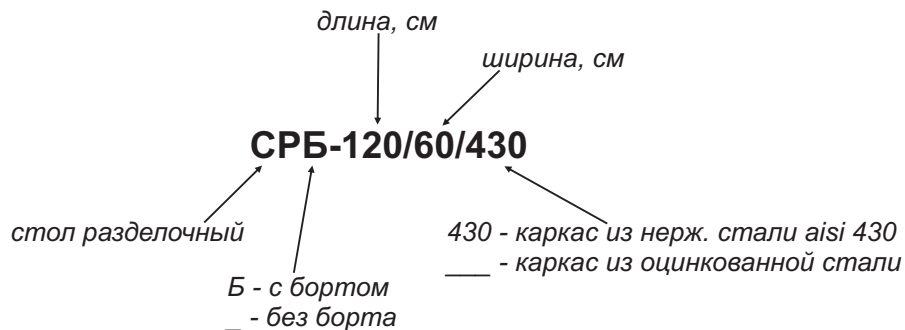 длина, см
ширина, см
СРБ-120/60/430
стол разделочный
430 - каркас из нерж. стали aisi 430
___ - каркас из оцинкованной стали
Б - с бортом
_ - без борта